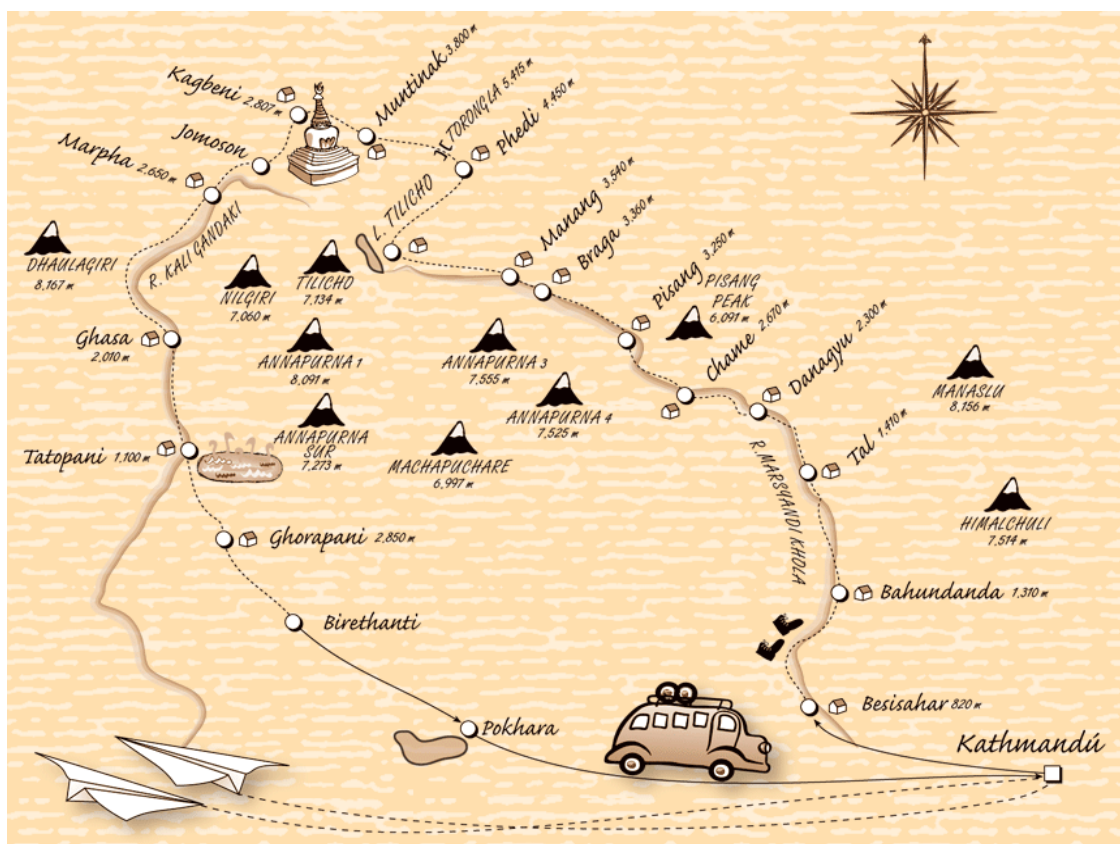 Kagbeni 2.807 m
Muntinak 3.800 m
TORONG LÁ 5.415 m
Phedi 4.450 m
Jomoson
Marpha 2.650 m
L. TILICHO
R. KALI GANDAKI
Manang 3.540 m
Braga 3.360 m
Pisang 3.250 m
PISANG
PEAK
6.091 m
DHAULAGIRI
8,167 m
NILGIRI
7.060 m
TILICHO
7.134 m
Ghasa
2.010 m
ANNAPURNA 1
8.091 m
ANNAPURNA 3
7.555 m
Chame 2.670 m
Danagyu 2.300 m
MANASLU
8,156 m
ANNAPURNA 4
7,525 m
ANNAPURNA
SUR
7.273 m
MACHAPUCHARE
6.997 m
Tatopani 1,100 m
Tal 1.410 m
R.MARSYANDI KHOLA
HIMALCHULI
7,514 m
Ghorapani 2,850 m
Bahundanda 1,310 m
Birethanti
Besisahar 820 m
Pokhara
Kathmandú